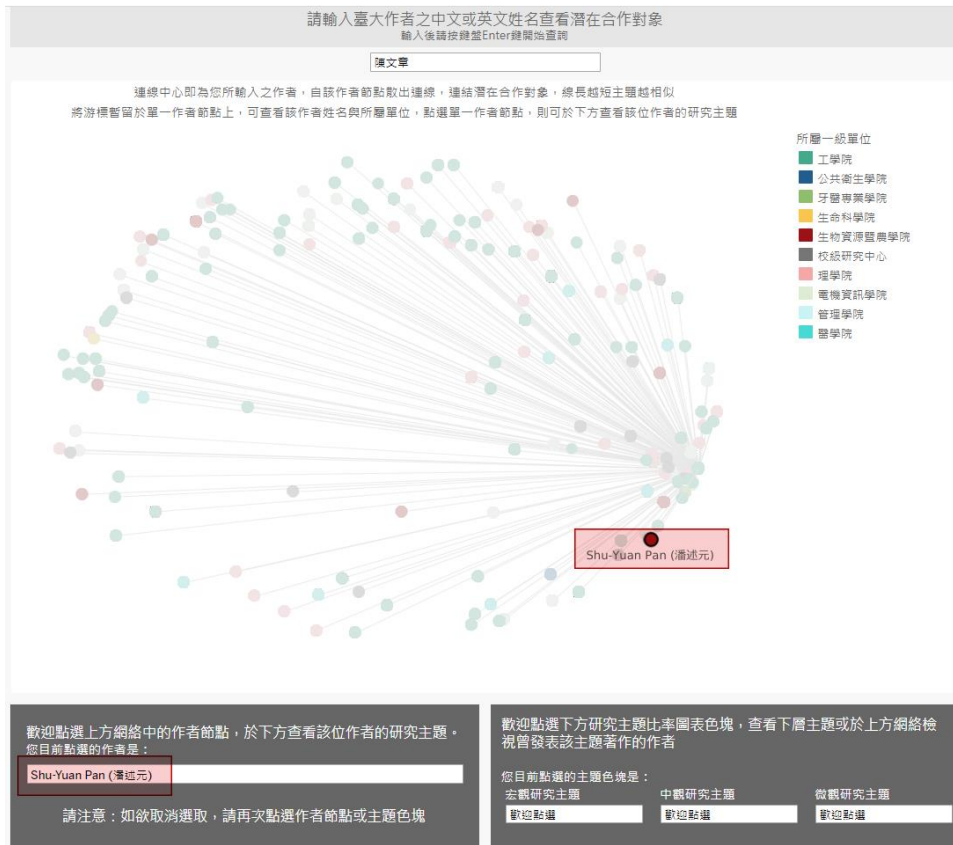 請輸入臺大作者之中文或英文姓名查看潛在合作對象
輸入後請按鍵盤Enter鍵開始查詢
陳文章
連線中心即為您所輸入之作者，自該作者節點散出連線，連結潛在合作對象，線長越短主題越相似
將游標暫留於單一作者節點上，可查看該作者姓名與所屬單位，點選單一作者節點，則可於下方查看該位作者的研究主題
所屬一級單位
工學院
公共衛生學院
牙醫專業學院
生命科學院
生物資源暨農學院
校級研究中心
理學院
電機資訊學院
管理學院
醫學院
Shu-Yuan Pan (潘述元)
歡迎點選上方網絡中的作者節點，於下方查看該位作者的研究主題。
您目前點選的作者是：
Shu-Yuan Pan (潘述元)
請注意：如欲取消選取，請再次點選作者節點或主題色塊
歡迎點選下方研究主題比率圖表色塊，查看下層主題或於上方網絡檢
視曾發表該主題著作的作者
您目前點選的主題色塊是：
宏觀研究主題 中觀研究主題 微觀研究主題
歡迎點選 歡迎點選 歡迎點選